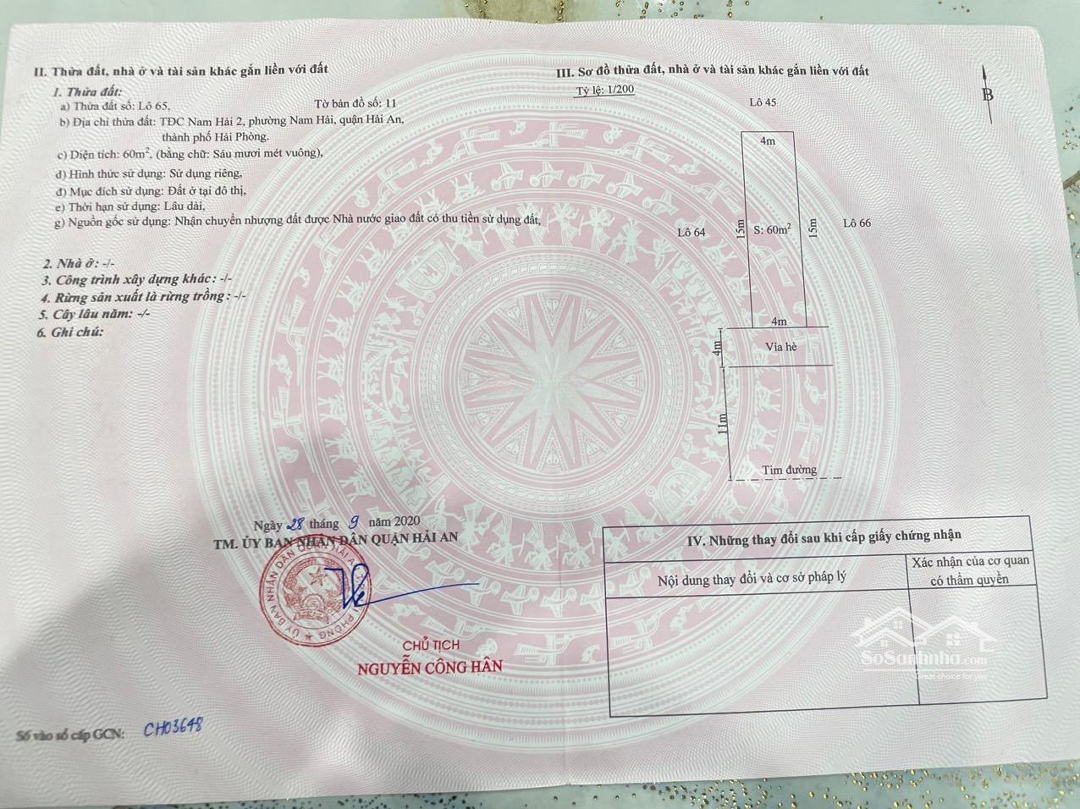 II. Thửa đất, nhà ở và tài sản khác gắn liền với đất
1. Thửa đất:
a) Thửa đất số: Lô 65, Tờ bản đồ số: 11
b) Địa chỉ thửa đất: TĐC Nam Hải 2, phường Nam Hải, quận Hải An,
thành phố Hải Phòng.
c) Diện tích: 60m², (bằng chữ: Sáu mươi mét vuông),
d) Hình thức sử dụng: Sử dụng riêng,
đ) Mục đích sử dụng: Đất ở tại đô thị,
e) Thời hạn sử dụng: Lâu dài,
g) Nguồn gốc sử dụng: Nhận chuyển nhượng đất được Nhà nước giao đất có thu tiền sử dụng đất,
2. Nhà ở: -/-
3. Công trình xây dựng khác: -/-
4. Rừng sản xuất là rừng trồng: -/-
5. Cây lâu năm: -/-
6. Ghi chú:
Ngày 28 tháng 9 năm 2020
TM. ỦY BAN NHÂN DÂN QUẬN HẢI AN
CHỦ TỊCH
NGUYỄN CÔNG HÂN
Số vào sổ cấp GCN: CH03648
III. Sơ đồ thửa đất, nhà ở và tài sản khác gắn liền với đất
Tỷ lệ: 1/200
B
Lô 45
4m
15m
S: 60m²
15m
Lô 64
Lô 66
4m
4m
Vỉa hè
11m
Tim đường
IV. Những thay đổi sau khi cấp giấy chứng nhận
Nội dung thay đổi và cơ sở pháp lý
Xác nhận của cơ quan
có thẩm quyền
SoSanhnha.com
Great choice for you